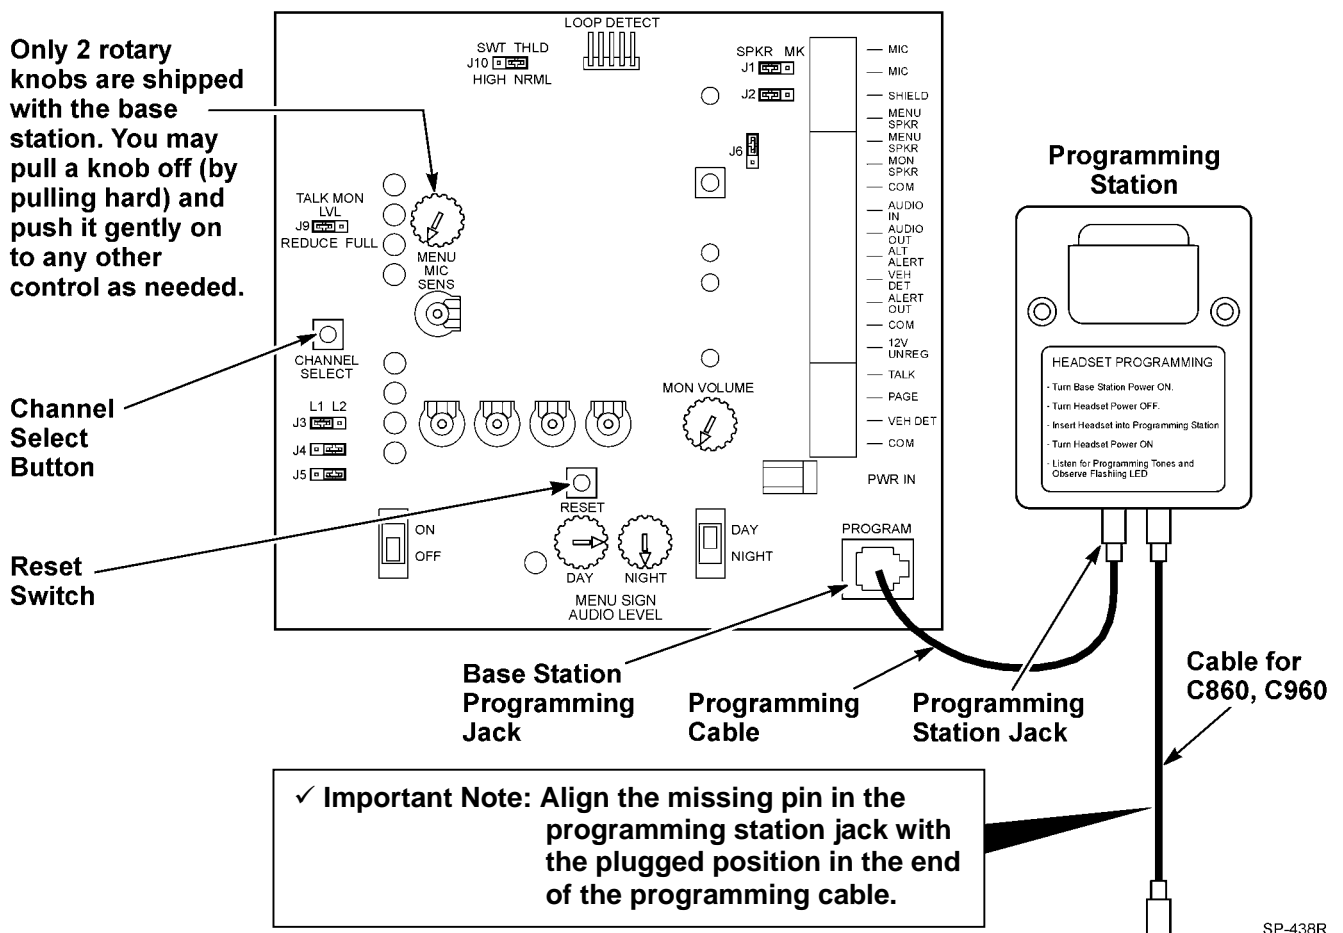 Only 2 rotary
knobs are shipped
with the base
station. You may
pull a knob off (by
pulling hard) and
push it gently on
to any other
control as needed.
Channel
Select
Button
Reset
Switch
LOOP DETECT
SWT THLD
J10
HIGH NRML
SPKR MK
J1
J2
J6
TALK MON
LVL
J9
REDUCE FULL
MENU
MIC
SENS
CHANNEL
SELECT
L1 L2
J3
J4
J5
ON
OFF
RESET
DAY
NIGHT
MENU SIGN
AUDIO LEVEL
MON VOLUME
DAY
NIGHT
MIC
MIC
SHIELD
MENU
SPKR
MENU
SPKR
MON
SPKR
COM
AUDIO
IN
AUDIO
OUT
ALT
ALERT
VEH
DET
ALERT
OUT
COM
12V
UNREG
TALK
PAGE
VEH DET
COM
PWR IN
PROGRAM
Programming
Station
HEADSET PROGRAMMING
- Turn Base Station Power ON.
- Turn Headset Power OFF.
- Insert Headset into Programming Station
- Turn Headset Power ON
- Listen for Programming Tones and
Observe Flashiing LED
Base Station
Programming
Jack
Programming
Cable
Programming
Station Jack
Cable for
C860, C960
✓ Important Note: Align the missing pin in the
programming station jack with
the plugged position in the end
of the programming cable.
SP-438R